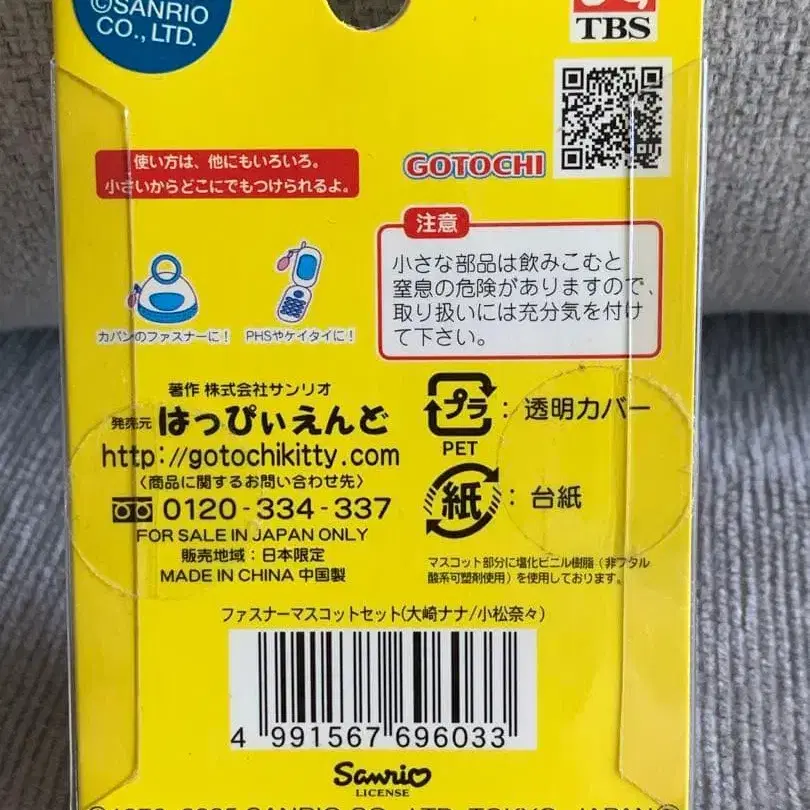 ©SANRIO
CO., LTD.
TBS
使い方は、他にもいろいろ。
小さいからどこにでもつけられるよ。
GOTOCHI
注意
小さな部品は飲みこむと
窒息の危険がありますので、
取り扱いには充分気を付け
て下さい。
カバンのファスナーに!
PHSやケイタイに!
著作 株式会社サンリオ
発売元 はっぴぃえんど
http://gotochikitty.com
〈商品に関するお問い合わせ先〉
0120-334-337
FOR SALE IN JAPAN ONLY
販売地域:日本限定
MADE IN CHINA 中国製
プラ : 透明カバー
PET
紙 : 台紙
マスコット部分に塩化ビニル樹脂(非フタル
酸系可塑剤使用)を使用しております。
ファスナーマスコットセット(大崎ナナ/小松奈々)
4 991567 696033
Sanrio
LICENSE
SANRIO CO., LTD. TOKYO, JAPAN